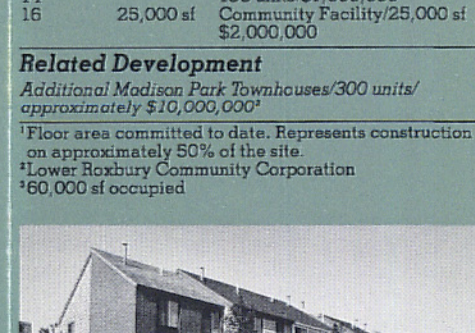 16 25,000 sf Community Facility/25,000 sf
$2,000,000
Related Development
Additional Madison Park Townhouses/300 units/
approximately $10,000,000²
¹Floor area committed to date. Represents construction
on approximately 50% of the site.
²Lower Roxbury Community Corporation
³60,000 sf occupied